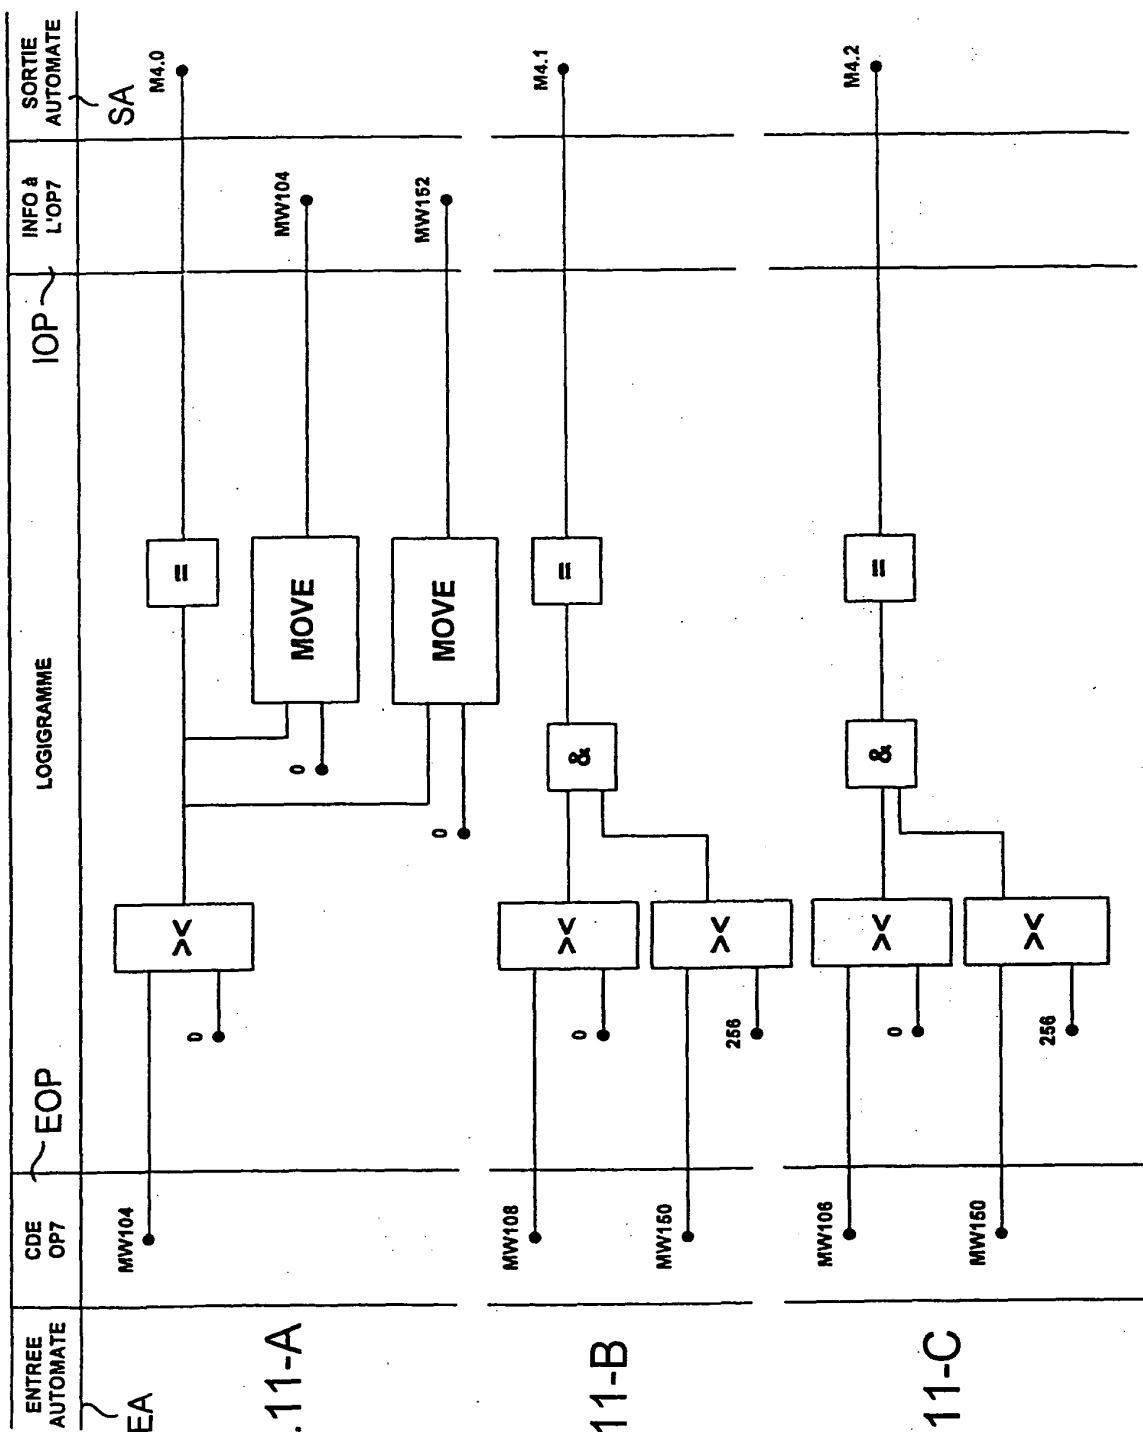 ENTREE
AUTOMATE
CDE
OP7
LOGIGRAMME
INFO à
L'OP7
SORTIE
AUTOMATE
EA
EOP
IOP
SA
.11-A
MW104
0
><
0
0
=
MOVE
MOVE
M4.0
MW104
MW152
11-B
MW108
MW150
0
256
><
><
&
=
M4.1
11-C
MW106
MW150
0
256
><
><
&
=
M4.2